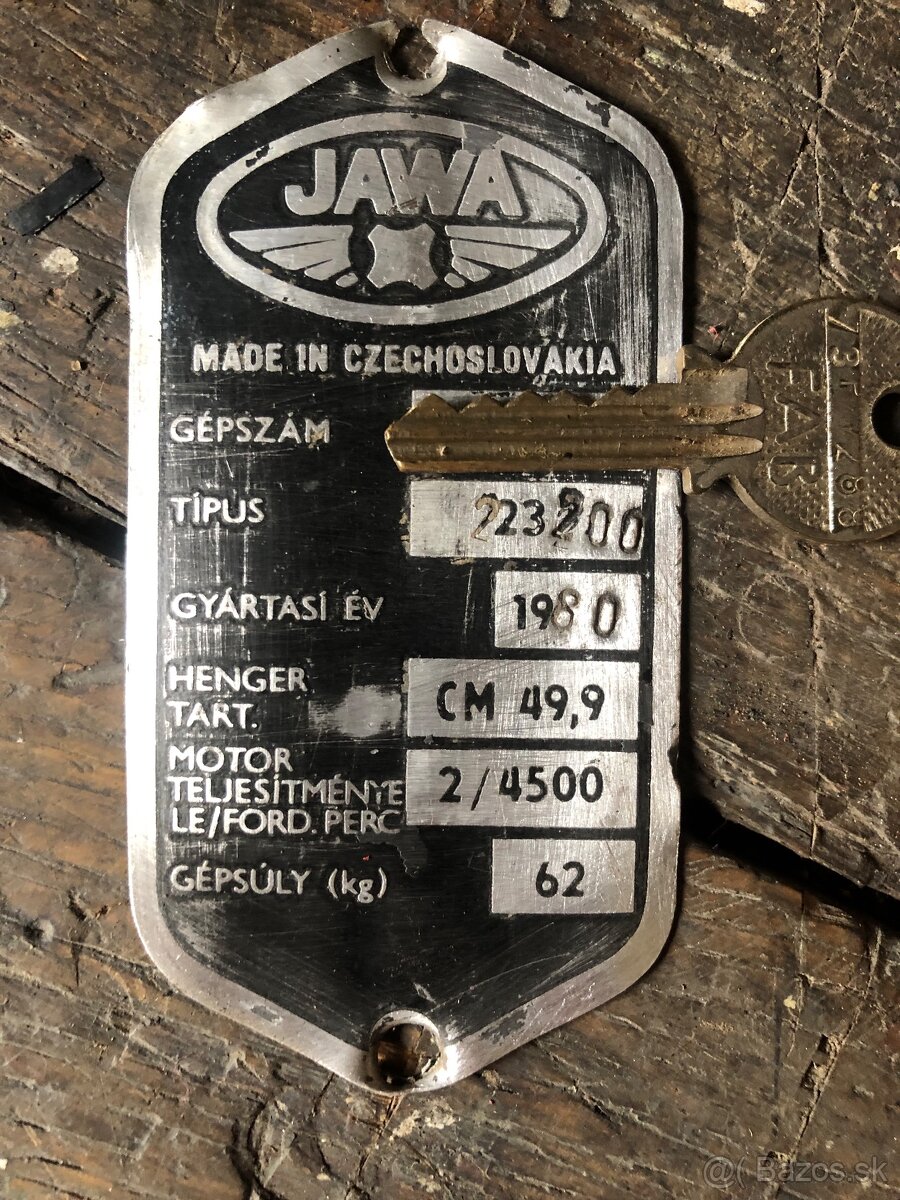 JAWA
MADE IN CZECHOSLOVAKIA
GÉPSZÁM
TÍPUS 223200
GYÁRTASI ÉV 1980
HENGER
TART. CM 49,9
MOTOR
TELJESÍTMÉNYE 2/4500
LE/FORD. PERC
GÉPSÚLY (kg) 62
FAB
@( Bazos.sk